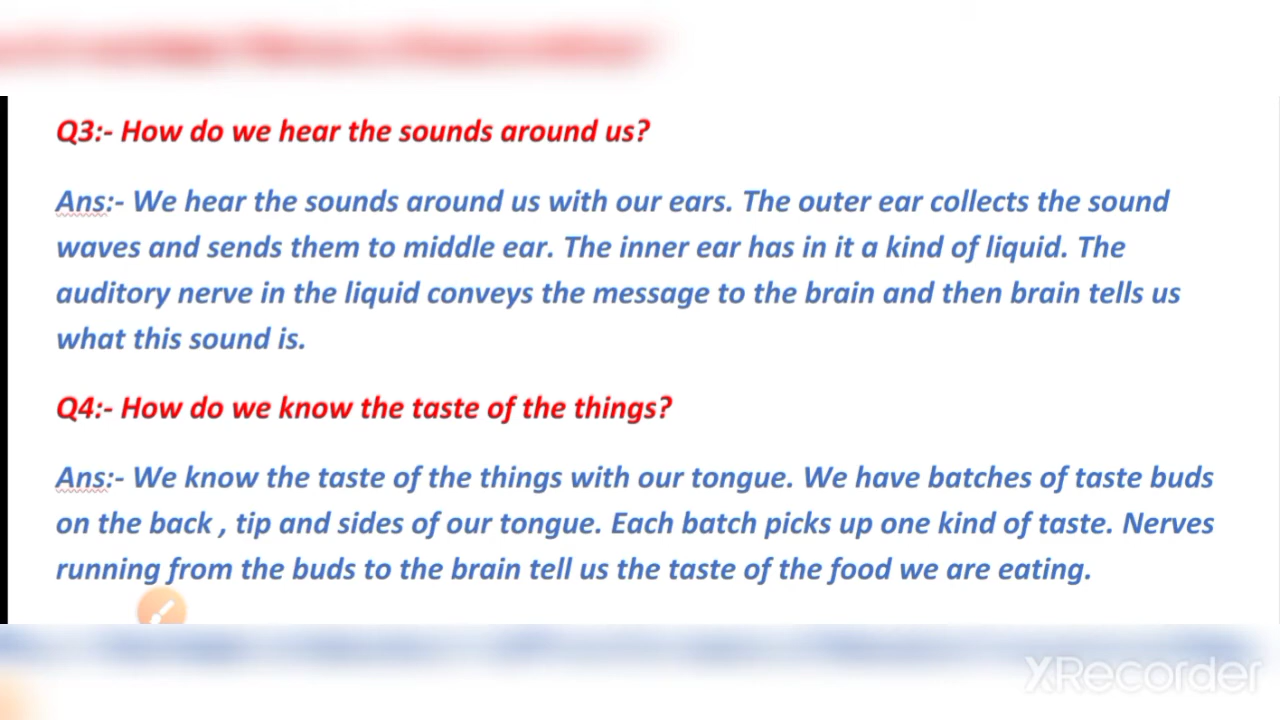 Q3:- How do we hear the sounds around us?
Ans:- We hear the sounds around us with our ears. The outer ear collects the sound
waves and sends them to middle ear. The inner ear has in it a kind of liquid. The
auditory nerve in the liquid conveys the message to the brain and then brain tells us
what this sound is.
Q4:- How do we know the taste of the things?
Ans:- We know the taste of the things with our tongue. We have batches of taste buds
on the back , tip and sides of our tongue. Each batch picks up one kind of taste. Nerves
running from the buds to the brain tell us the taste of the food we are eating.
XRecorder